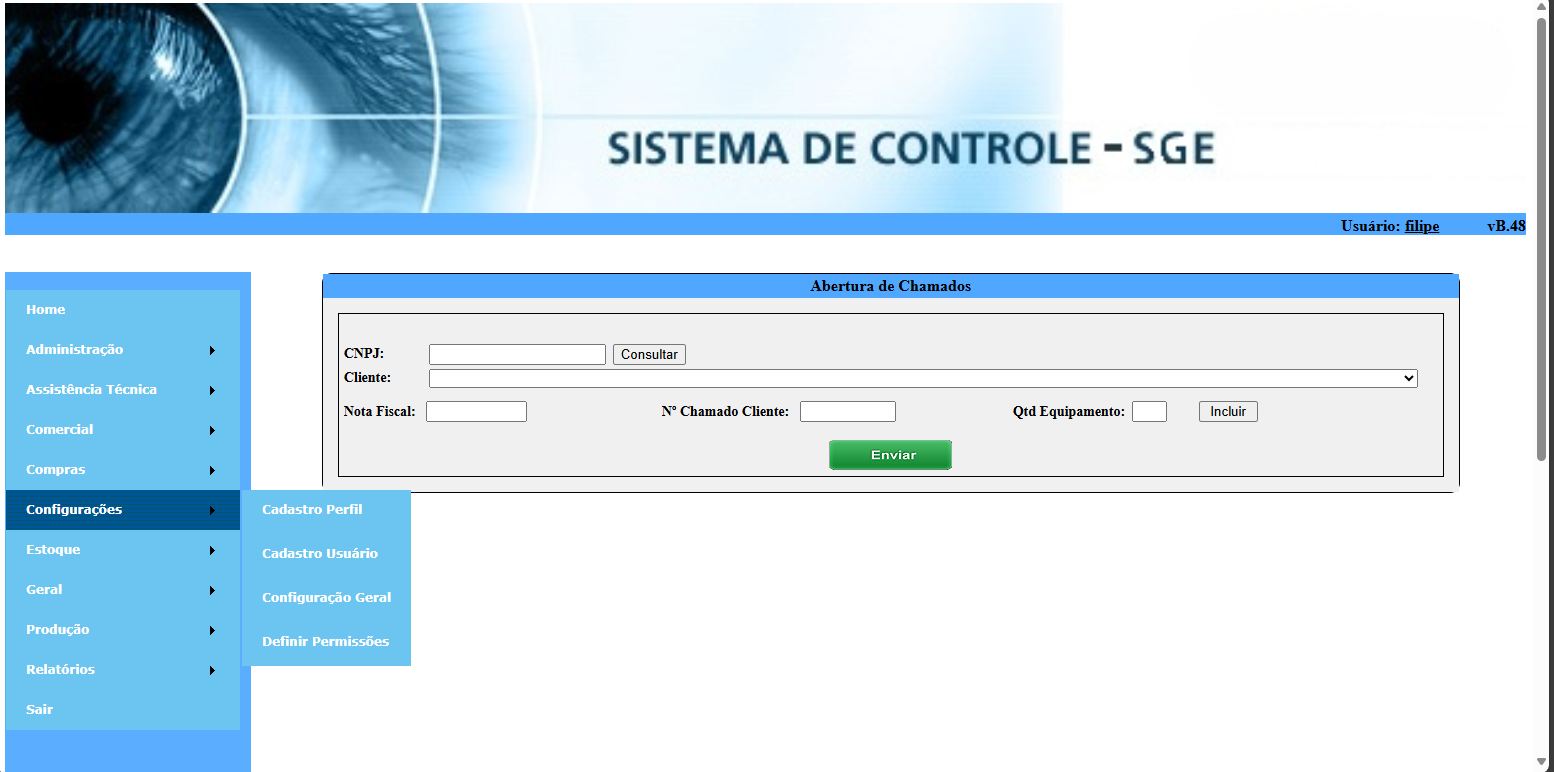 SISTEMA DE CONTROLE - SGE
Usuário: filipe vB.48
Home
Administração
Assistência Técnica
Comercial
Compras
Configurações
Estoque
Geral
Produção
Relatórios
Sair
Cadastro Perfil
Cadastro Usuário
Configuração Geral
Definir Permissões
Abertura de Chamados
CNPJ: Consultar
Cliente:
Nota Fiscal: Nº Chamado Cliente: Qtd Equipamento: Incluir
Enviar